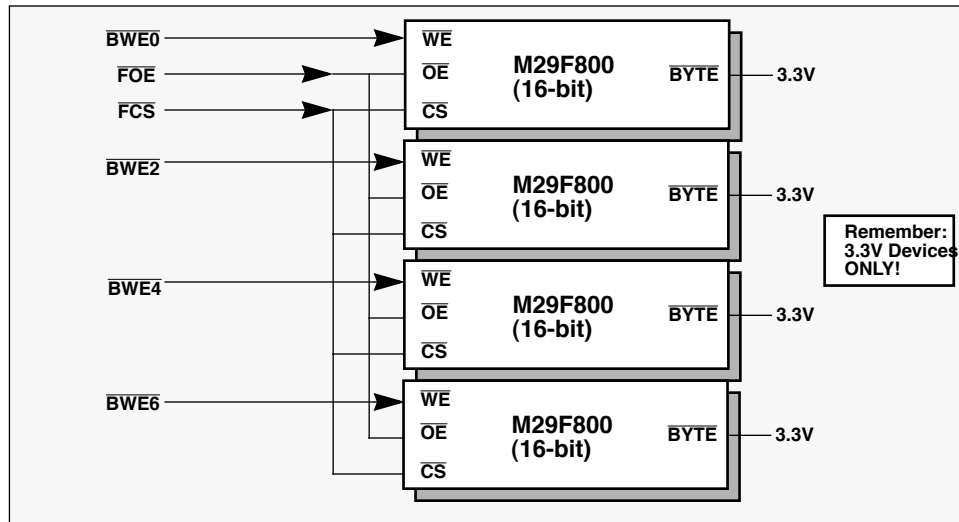 BWE0
FOE
FCS
WE
OE
CS
M29F800
(16-bit)
BYTE
3.3V
BWE2
WE
OE
CS
M29F800
(16-bit)
BYTE
3.3V
Remember:
3.3V Devices
ONLY!
BWE4
WE
OE
CS
M29F800
(16-bit)
BYTE
3.3V
BWE6
WE
OE
CS
M29F800
(16-bit)
BYTE
3.3V